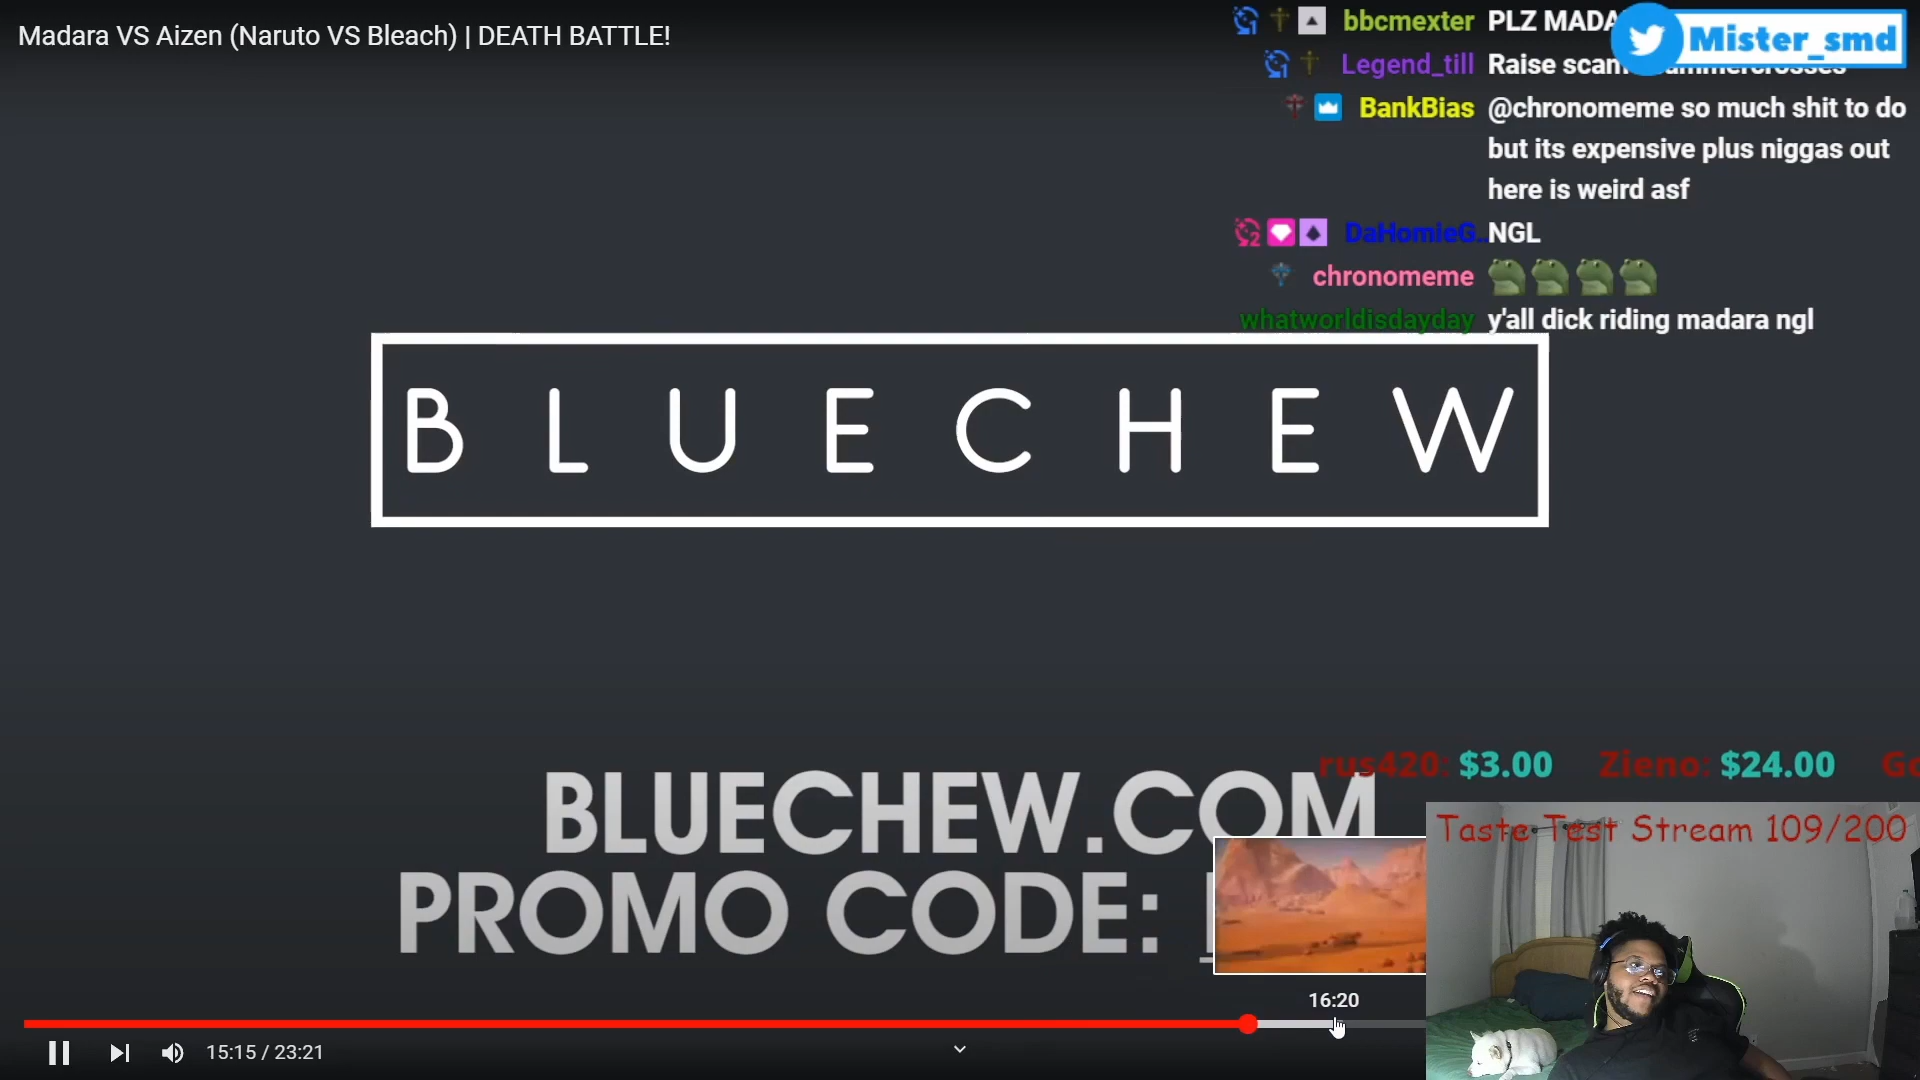 Madara VS Aizen (Naruto VS Bleach) | DEATH BATTLE!
bbcmexter PLZ MADA
Mister_smd
Legend_till Raise scam
BankBias @chronomeme so much shit to do
but its expensive plus niggas out
here is weird asf
DaHomieG.. NGL
chronomeme
whatworldisdayday y'all dick riding madara ngl
BLUECHEW
rus420: $3.00 Zieno: $24.00 Go
BLUECHEW.COM
PROMO CODE:
Taste Test Stream 109/200
16:20
15:15 / 23:21